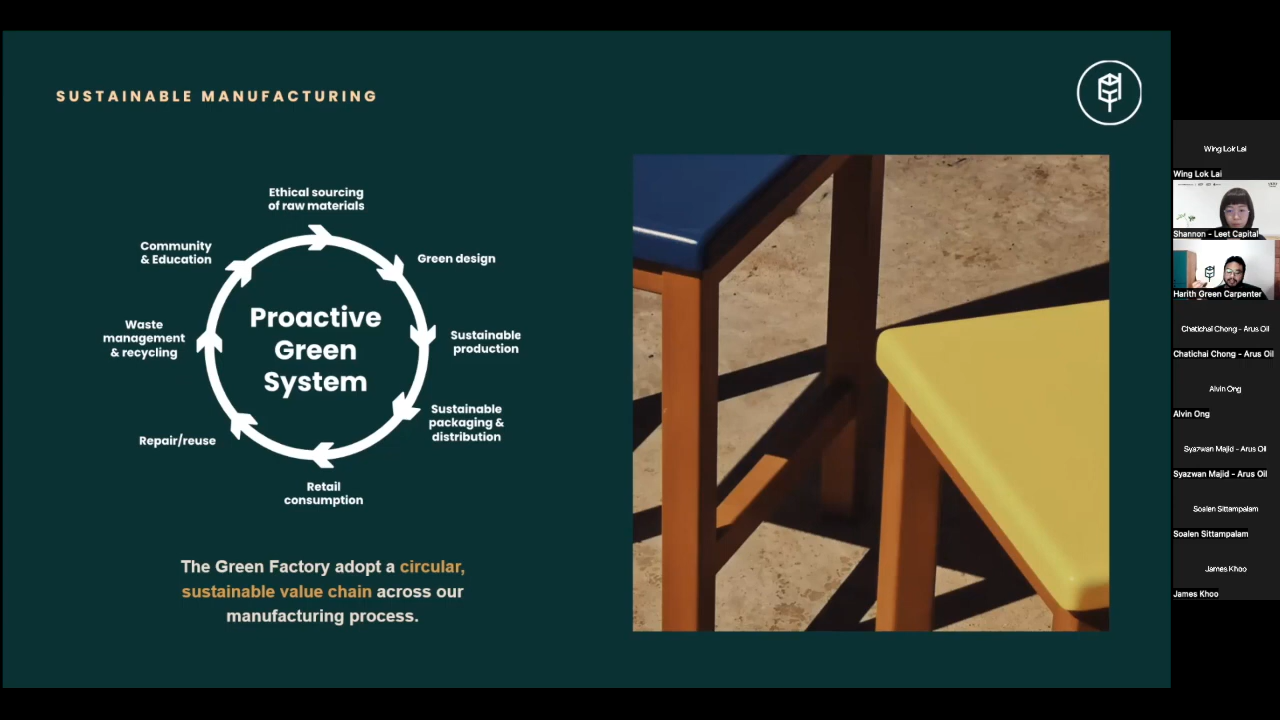 SUSTAINABLE MANUFACTURING
Ethical sourcing
of raw materials
Green design
Sustainable
production
Sustainable
packaging &
distribution
Retail
consumption
Repair/reuse
Waste
management
& recycling
Community
& Education
Proactive
Green
System
The Green Factory adopt a circular,
sustainable value chain across our
manufacturing process.
Wing Lok Lai
Wing Lok Lai
Shannon - Leet Capital
Harith Green Carpenter
Chatichai Chong - Arus Oil
Chatichai Chong - Arus Oil
Alvin Ong
Alvin Ong
Syazwan Majid - Arus Oil
Syazwan Majid - Arus Oil
Soalen Sittampalam
Soalen Sittampalam
James Khoo
James Khoo